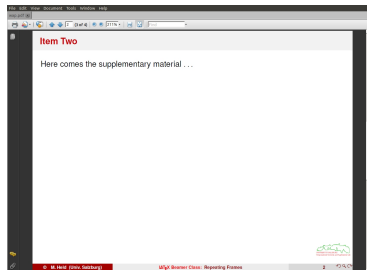 File Edit View Document Tools Window Help
Item Two
Here comes the supplementary material . . .
© M. Held (Univ. Salzburg)
LATEX Beamer Class: Repeating Frames
2